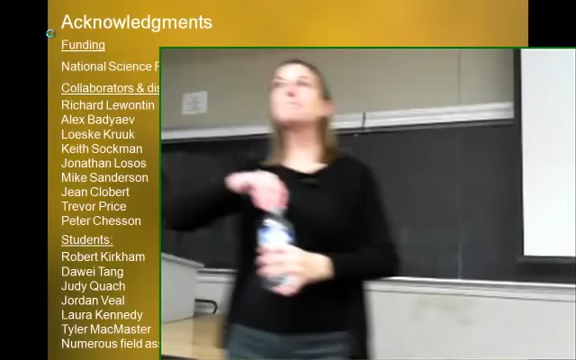 Acknowledgments
Funding
National Science
Collaborators &
Richard Lewontin
Alex Badyaev
Loeske Kruuk
Keith Sockman
Jonathan Losos
Mike Sanderson
Jean Clobert
Trevor Price
Peter Chesson
Students:
Robert Kirkham
Dawei Tang
Judy Quach
Jordan Veal
Laura Kennedy
Tyler MacMaster
Numerous field